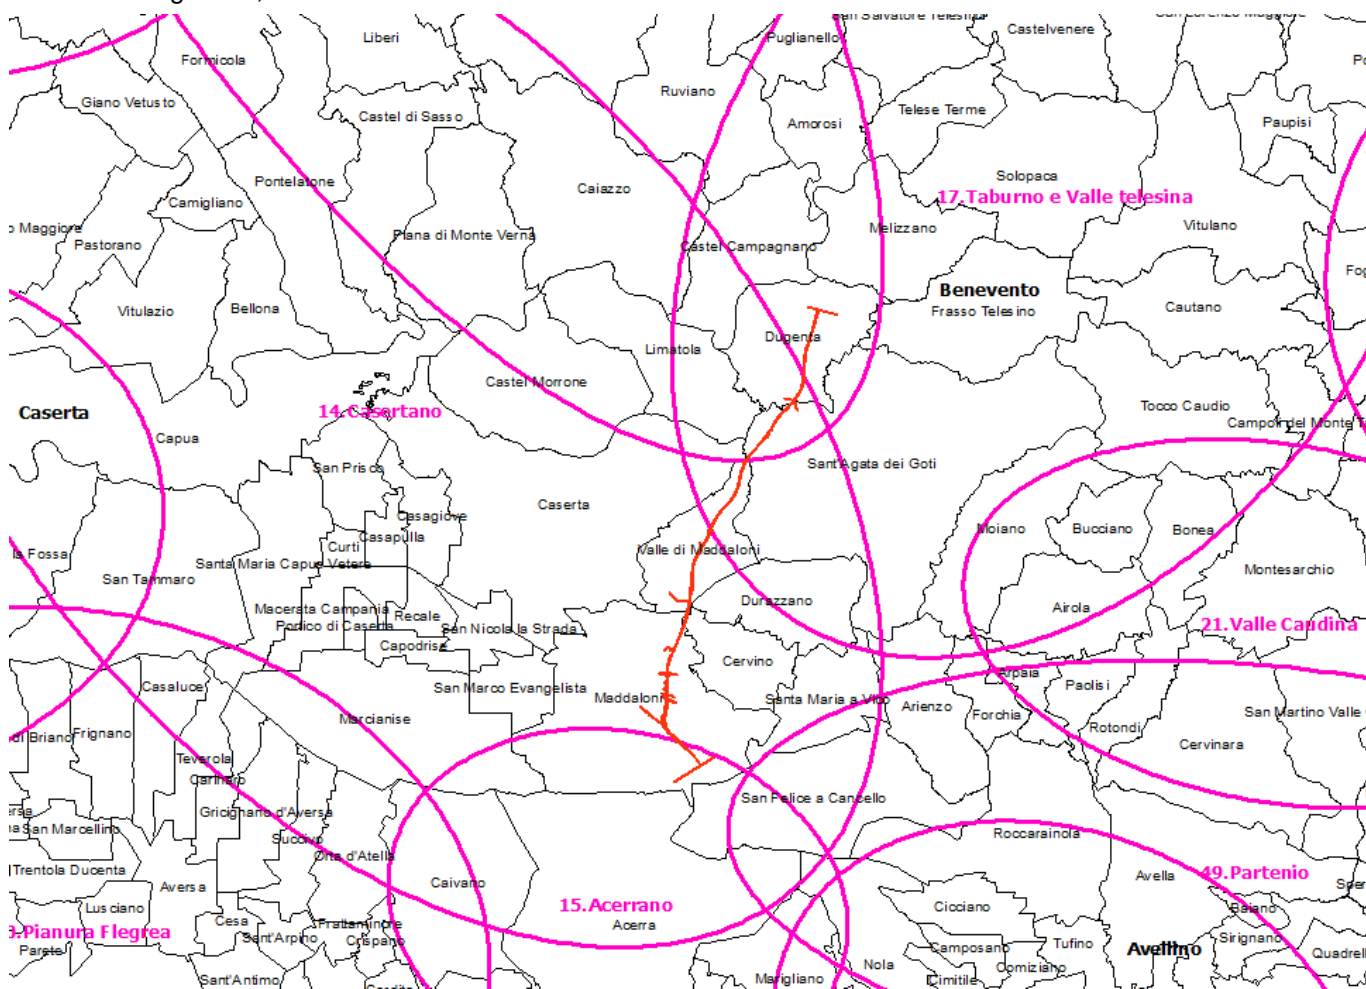 Liberi
Puglianello
Castelvenere
Formicola
Ruviano
Giano Vetusto
Castel di Sasso
Amorosi
Telese Terme
Paupisi
Pontelatone
Caiazzo
Solopaca
Camigliano
17.Taburno e Valle telesina
o Maggiore
Pastorano
Piana di Monte Verna
Castel Campagnano
Melizzano
Vitulano
Benevento
Vitulazio
Bellona
Frasso Telesino
Cautano
Dugenta
Limatola
Castel Morrone
Caserta
14.Casertano
Tocco Caudio
Capua
San Prisco
Sant'Agata dei Goti
Caserta
Casagiove
Casapulla
Moiano
Bucciano
Bonea
Curti
Valle di Maddaloni
la Fossa
Santa Maria Capua Vetere
San Tammaro
Montesarchio
Macerata Campania
Recale
Durazzano
Airola
Portico di Caserta
San Nicola la Strada
21.Valle Caudina
Capodrise
Cervino
Arpaia
Casaluce
San Marco Evangelista
Maddaloni
Santa Maria a Vico
Arienzo
Paolisi
Forchia
Marcianise
Rotondi
Cervinara
Frignano
Teverola
Carinaro
San Felice a Cancello
Gricignano d'Aversa
San Marcellino
Succivo
Roccarainola
Orta d'Atella
Trentola Ducenta
Aversa
Caivano
Avella
49.Partenio
Lusciano
15.Acerrano
Cicciano
Baiano
Cesa
Frattaminore
Acerra
Pianura Flegrea
Sant'Arpino
Crispano
Camposano
Tufino
Avellino
Sirignano
Parete
Nola
Comiziano
Sant'Antimo
Marigliano
Cimitile